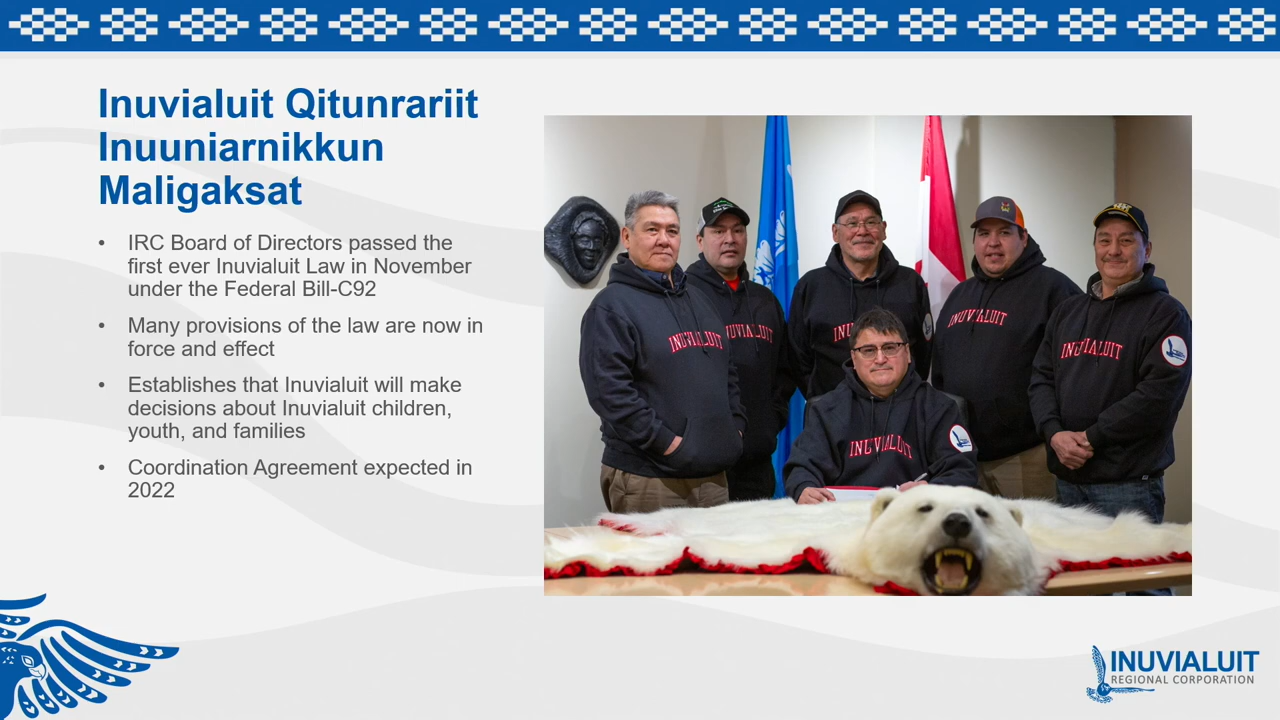 Inuvialuit Qitunrariit
Inuuniarnikkun
Maligaksat
• IRC Board of Directors passed the
first ever Inuvialuit Law in November
under the Federal Bill-C92
• Many provisions of the law are now in
force and effect
• Establishes that Inuvialuit will make
decisions about Inuvialuit children,
youth, and families
• Coordination Agreement expected in
2022
INUVIALUIT
INUVIALUIT
INUVIALUIT
INUVIALUIT
INUVIALUIT
INUVIALUIT
REGIONAL CORPORATION